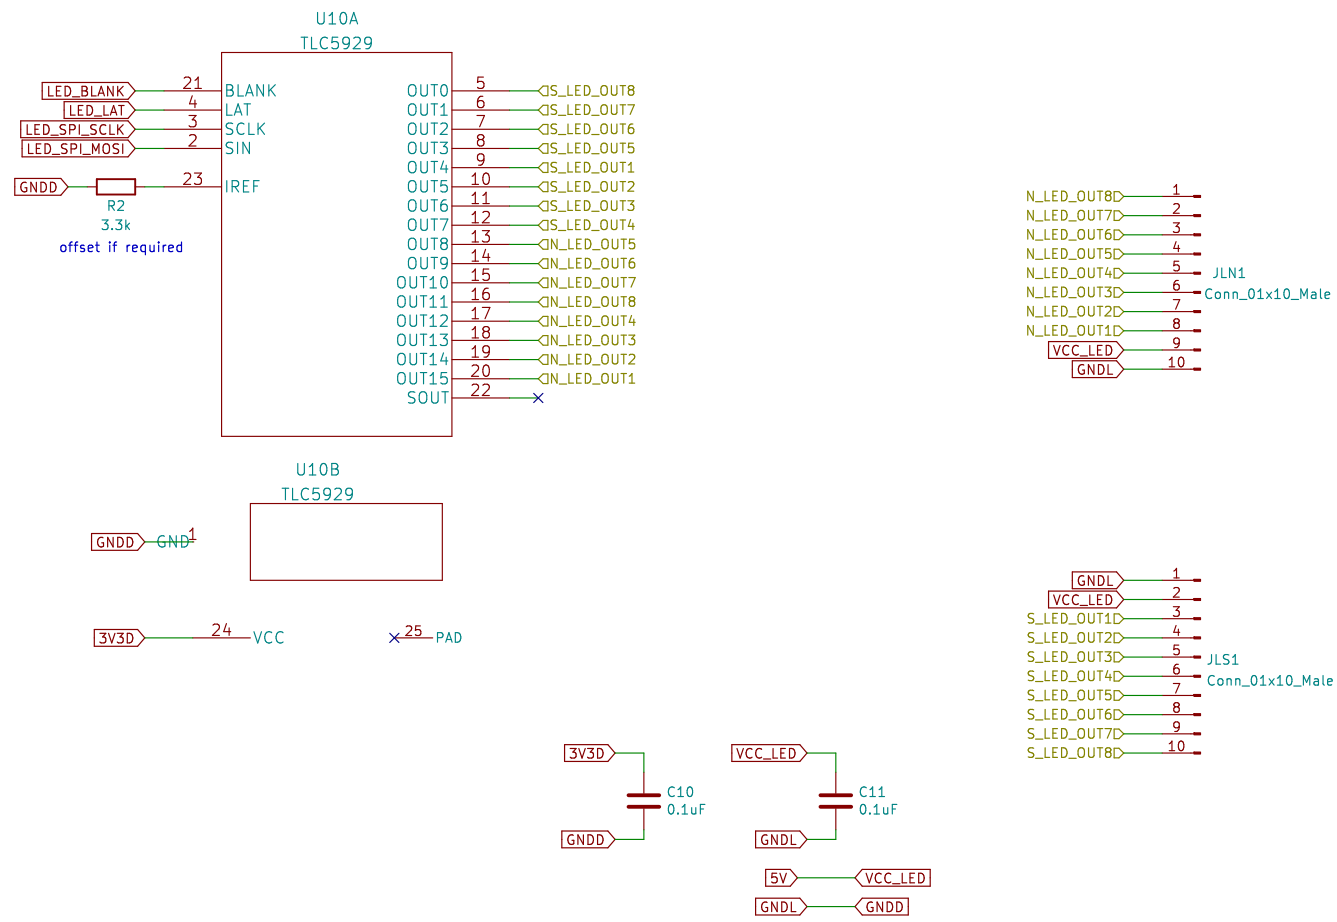 U10A
TLC5929
LED_BLANK 21 BLANK OUT0 5 S_LED_OUT8
LED_LAT 4 LAT OUT1 6 S_LED_OUT7
LED_SPI_SCLK 3 SCLK OUT2 7 S_LED_OUT6
LED_SPI_MOSI 2 SIN OUT3 8 S_LED_OUT5
OUT4 9 S_LED_OUT1
GNDD 23 IREF OUT5 10 S_LED_OUT2
R2
3.3k
offset if required
OUT6 11 S_LED_OUT3
OUT7 12 S_LED_OUT4
OUT8 13 N_LED_OUT5
OUT9 14 N_LED_OUT6
OUT10 15 N_LED_OUT7
OUT11 16 N_LED_OUT8
OUT12 17 N_LED_OUT4
OUT13 18 N_LED_OUT3
OUT14 19 N_LED_OUT2
OUT15 20 N_LED_OUT1
SOUT 22
N_LED_OUT8 1
N_LED_OUT7 2
N_LED_OUT6 3
N_LED_OUT5 4
N_LED_OUT4 5
N_LED_OUT3 6
N_LED_OUT2 7
N_LED_OUT1 8
VCC_LED 9
GNDL 10
JLN1
Conn_01x10_Male
U10B
TLC5929
GNDD GND 1
3V3D 24 VCC
25 PAD
GNDL 1
VCC_LED 2
S_LED_OUT1 3
S_LED_OUT2 4
S_LED_OUT3 5
S_LED_OUT4 6
S_LED_OUT5 7
S_LED_OUT6 8
S_LED_OUT7 9
S_LED_OUT8 10
JLS1
Conn_01x10_Male
3V3D
C10
0.1uF
GNDD
VCC_LED
C11
0.1uF
GNDL
5V VCC_LED
GNDL GNDD